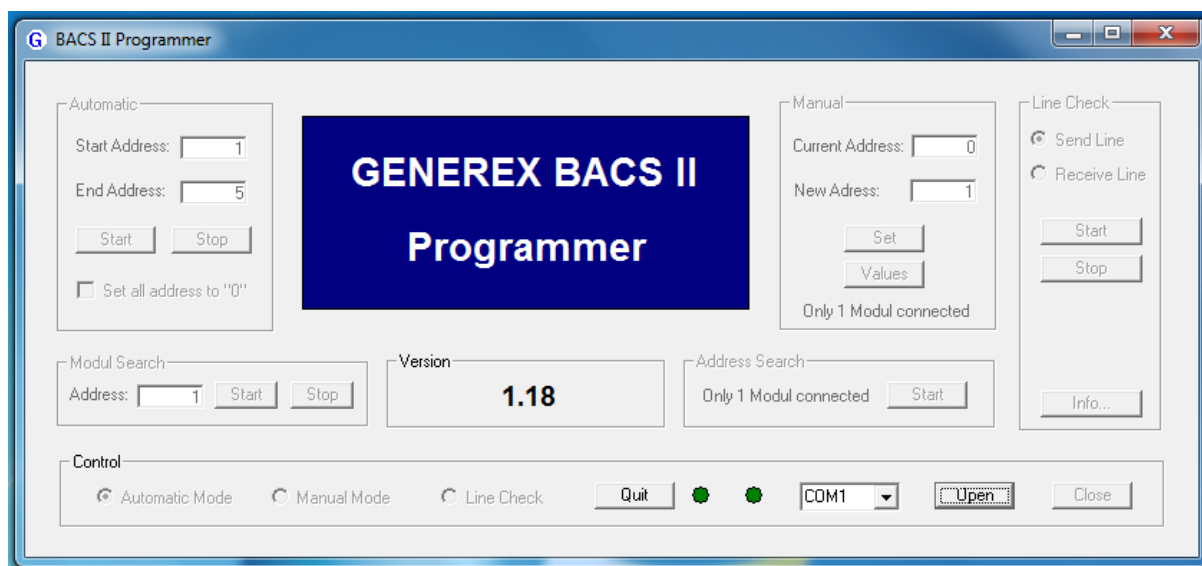 G BACS II Programmer
X
Automatic
Start Address: 1
End Address: 5
Start Stop
Set all address to "0"
GENEREX BACS II
Programmer
Manual
Current Address: 0
New Adress: 1
Set
Values
Only 1 Modul connected
Line Check
Send Line
Receive Line
Start
Stop
Info...
Modul Search
Address: 1 Start Stop
Version
1.18
Address Search
Only 1 Modul connected Start
Control
Automatic Mode Manual Mode Line Check Quit COM1 Open Close